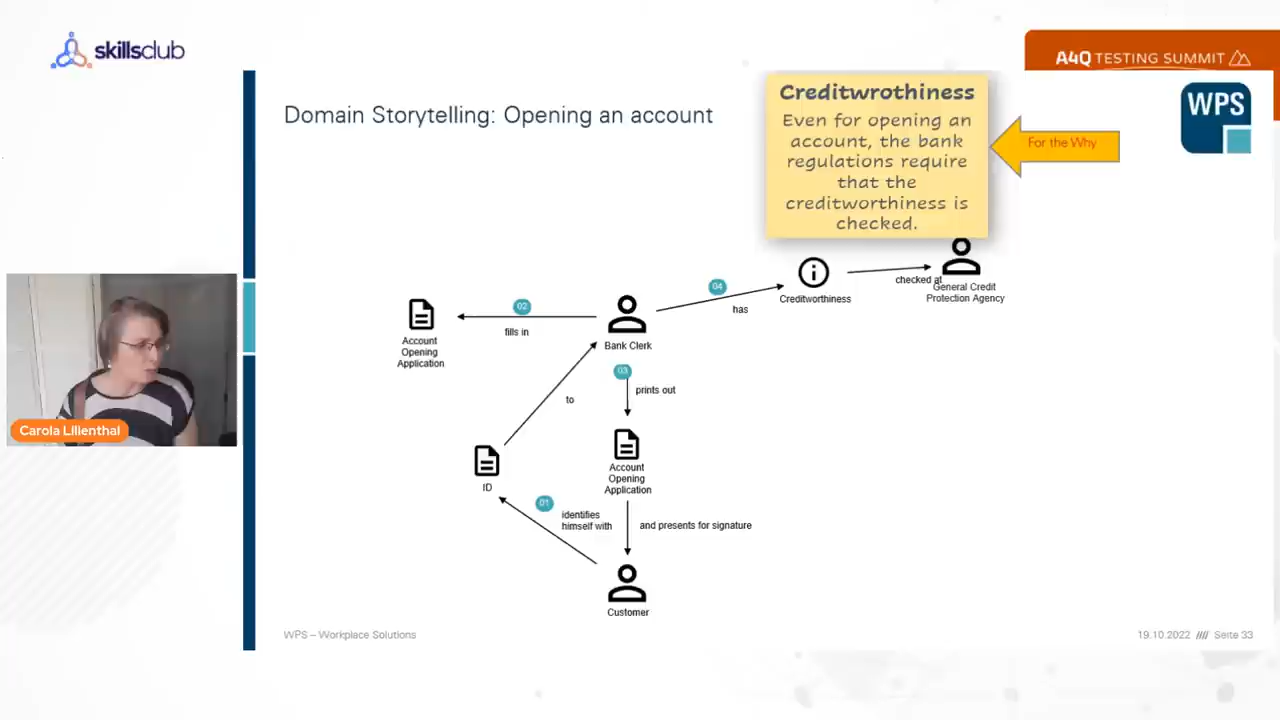 skillsclub
A4Q TESTING SUMMIT
WPS
Domain Storytelling: Opening an account
Creditwrothiness
Even for opening an
account, the bank
regulations require
that the
creditworthiness is
checked.
For the Why
04
has
Creditworthiness
checked at
General Credit
Protection Agency
02
fills in
Account
Opening
Application
Bank Clerk
03
prints out
to
Account
Opening
Application
ID
01
identifies
himself with
and presents for signature
Customer
Carola Lilienthal
WPS – Workplace Solutions
19.10.2022 //// Seite 33